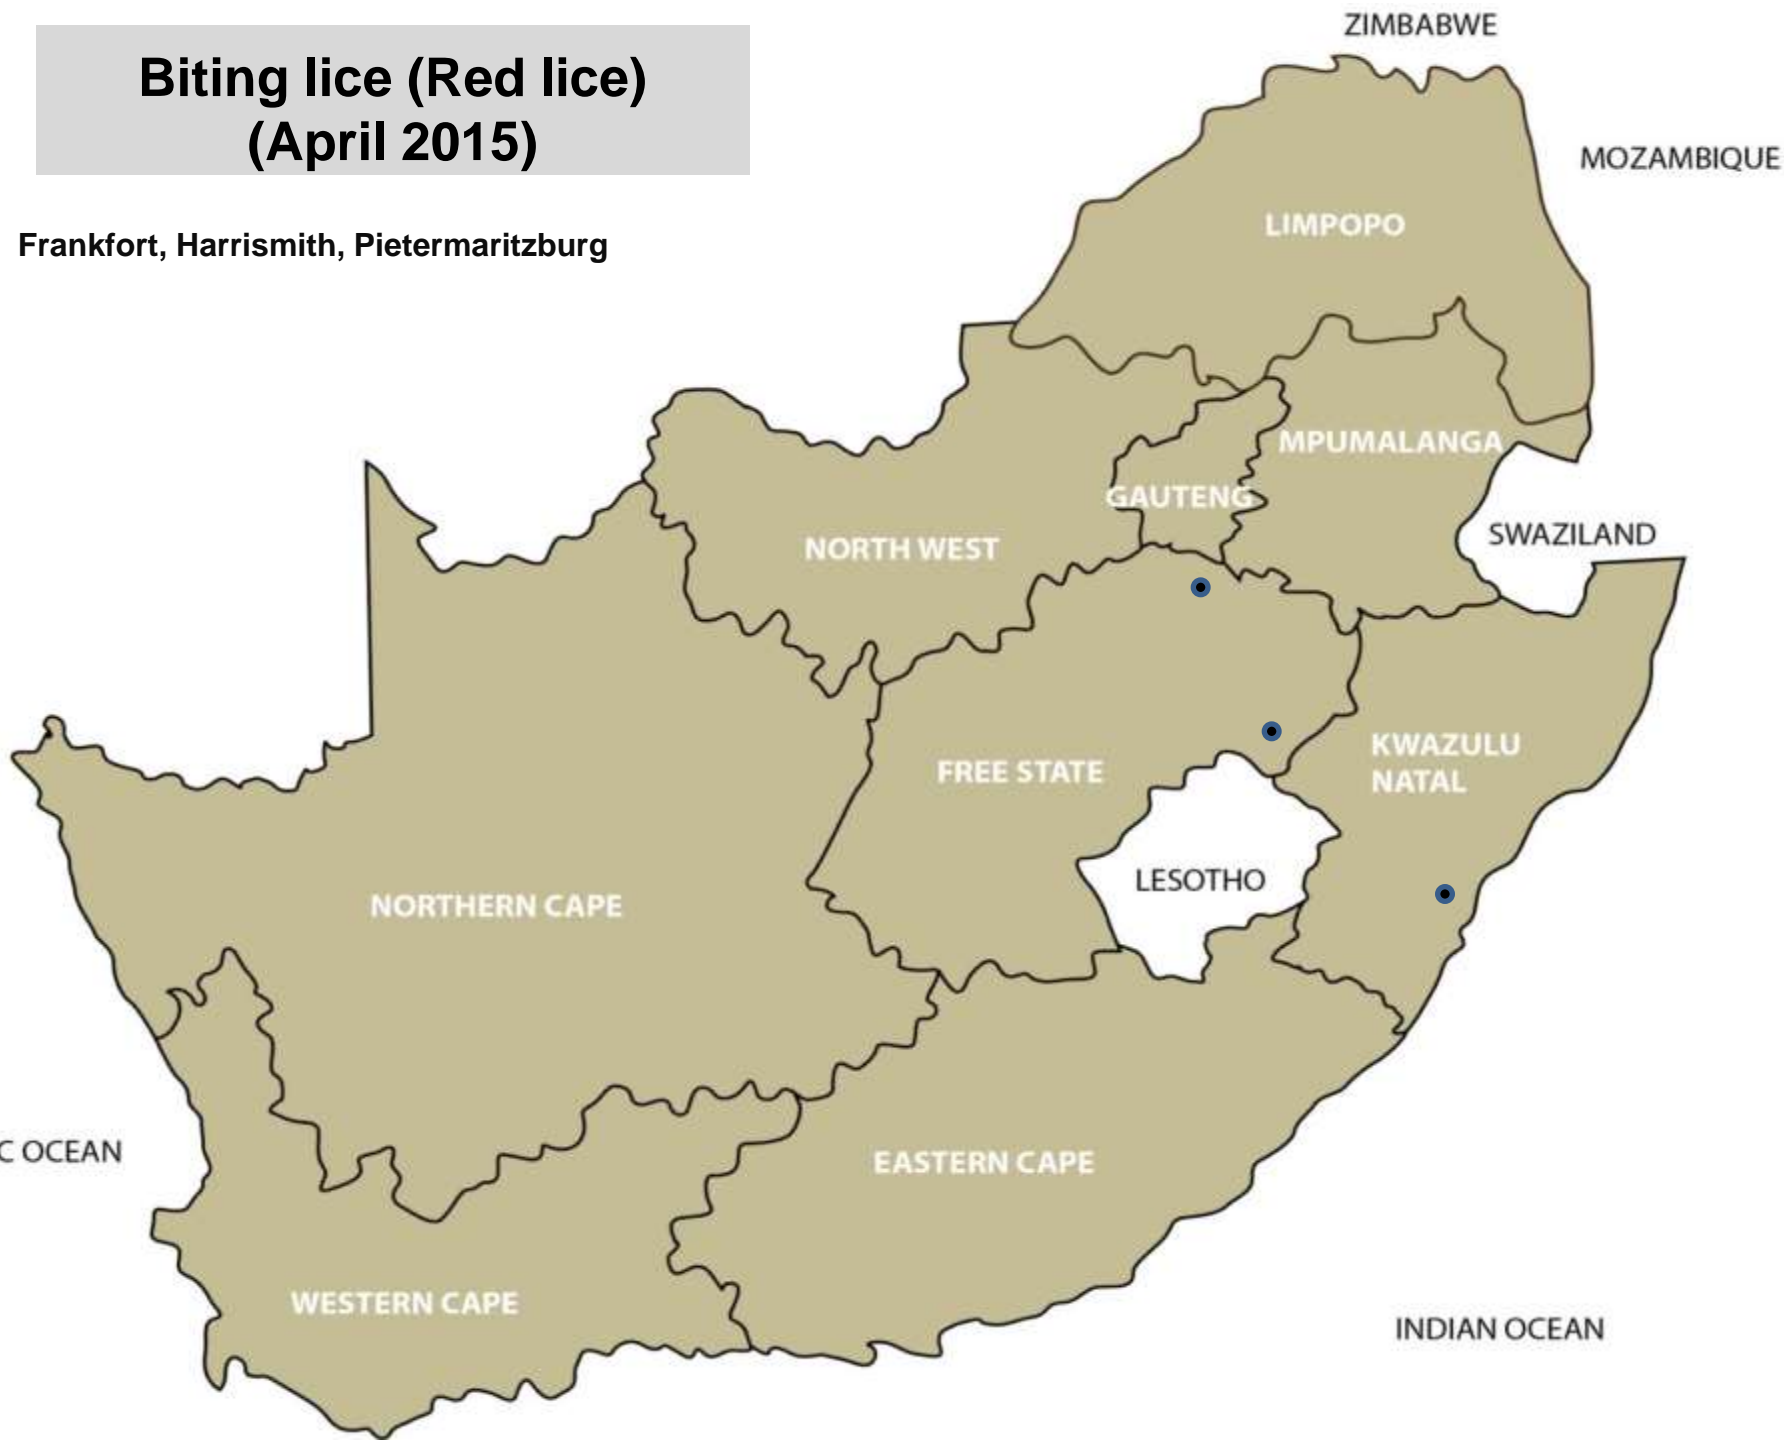 Biting lice (Red lice)
(April 2015)
Frankfort, Harrismith, Pietermaritzburg
ZIMBABWE
MOZAMBIQUE
LIMPOPO
MPUMALANGA
GAUTENG
SWAZILAND
NORTH WEST
KWAZULU
NATAL
FREE STATE
LESOTHO
NORTHERN CAPE
C OCEAN
EASTERN CAPE
WESTERN CAPE
INDIAN OCEAN